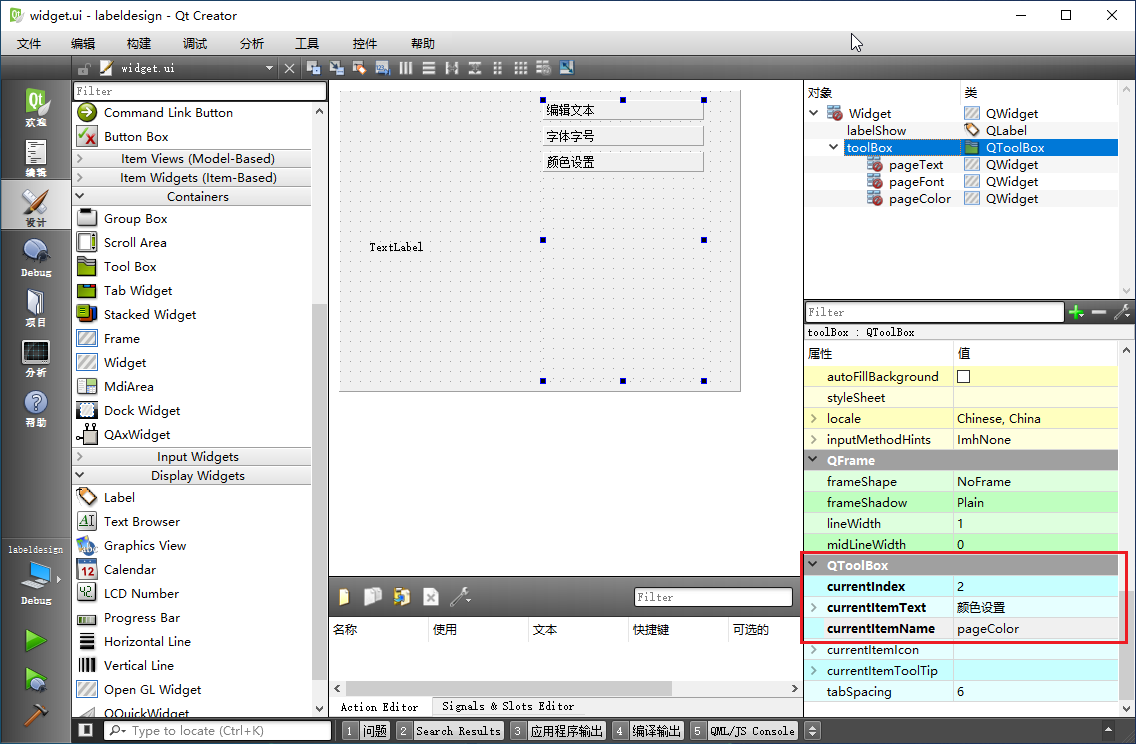 widget.ui - labeldesign - Qt Creator
文件 编辑 构建 调试 分析 工具 控件 帮助
widget.ui
欢迎
编辑
设计
Debug
项目
分析
帮助
labeldesign
Debug
Filter
Command Link Button
Button Box
Item Views (Model-Based)
Item Widgets (Item-Based)
Containers
Group Box
Scroll Area
Tool Box
Tab Widget
Stacked Widget
Frame
Widget
MdiArea
Dock Widget
QAxWidget
Input Widgets
Display Widgets
Label
Text Browser
Graphics View
Calendar
LCD Number
Progress Bar
Horizontal Line
Vertical Line
Open GL Widget
QQuickWidget
编辑文本
字体字号
颜色设置
TextLabel
Filter
名称 使用 文本 快捷键 可选的
Action Editor Signals & Slots Editor
对象 类
Widget QWidget
labelShow QLabel
toolBox QToolBox
pageText QWidget
pageFont QWidget
pageColor QWidget
Filter
toolBox : QToolBox
属性 值
autoFillBackground
styleSheet
locale Chinese, China
inputMethodHints ImhNone
QFrame
frameShape NoFrame
frameShadow Plain
lineWidth 1
midLineWidth 0
QToolBox
currentIndex 2
currentItemText 颜色设置
currentItemName pageColor
currentItemIcon
currentItemToolTip
tabSpacing 6
Type to locate (Ctrl+K) 1 问题 2 Search Results 3 应用程序输出 4 编译输出 5 QML/JS Console